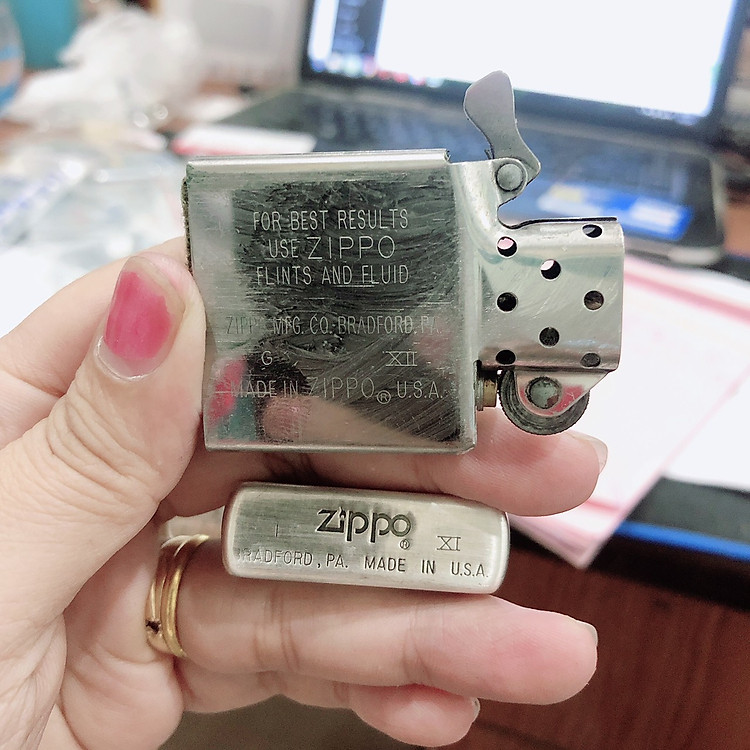 FOR BEST RESULTS
USE ZIPPO
FLINTS AND FLUID
ZIPPO MFG. CO. BRADFORD, PA.
G XII
MADE IN ZIPPO® U.S.A.
Zippo®
I XI
BRADFORD, PA. MADE IN U.S.A.